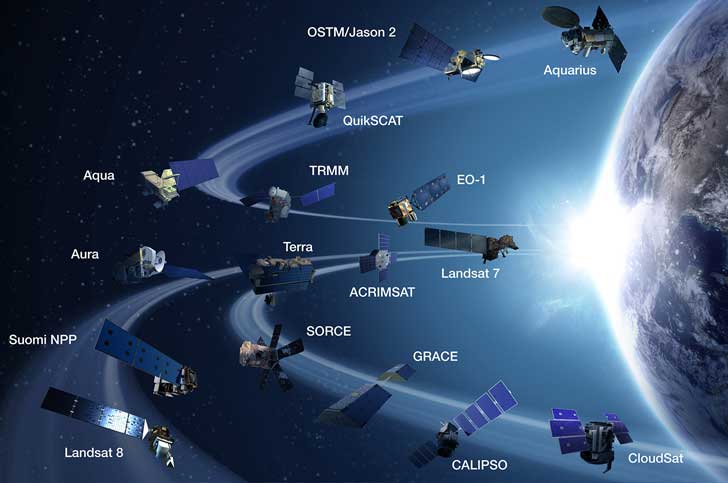 OSTM/Jason 2
Aquarius
QuikSCAT
Aqua
TRMM
EO-1
Aura
Terra
Landsat 7
ACRIMSAT
Suomi NPP
SORCE
GRACE
Landsat 8
CALIPSO
CloudSat